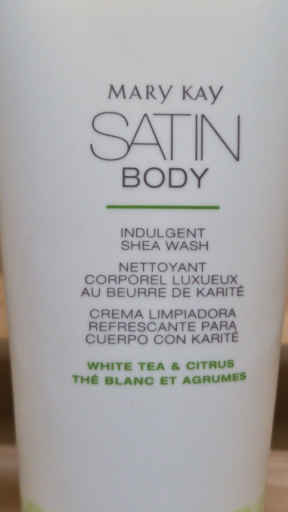 MARY KAY
SATIN
BODY
INDULGENT
SHEA WASH
NETTOYANT
CORPOREL LUXUEUX
AU BEURRE DE KARITÉ
CREMA LIMPIADORA
REFRESCANTE PARA
CUERPO CON KARITÉ
WHITE TEA & CITRUS
THÉ BLANC ET AGRUMES